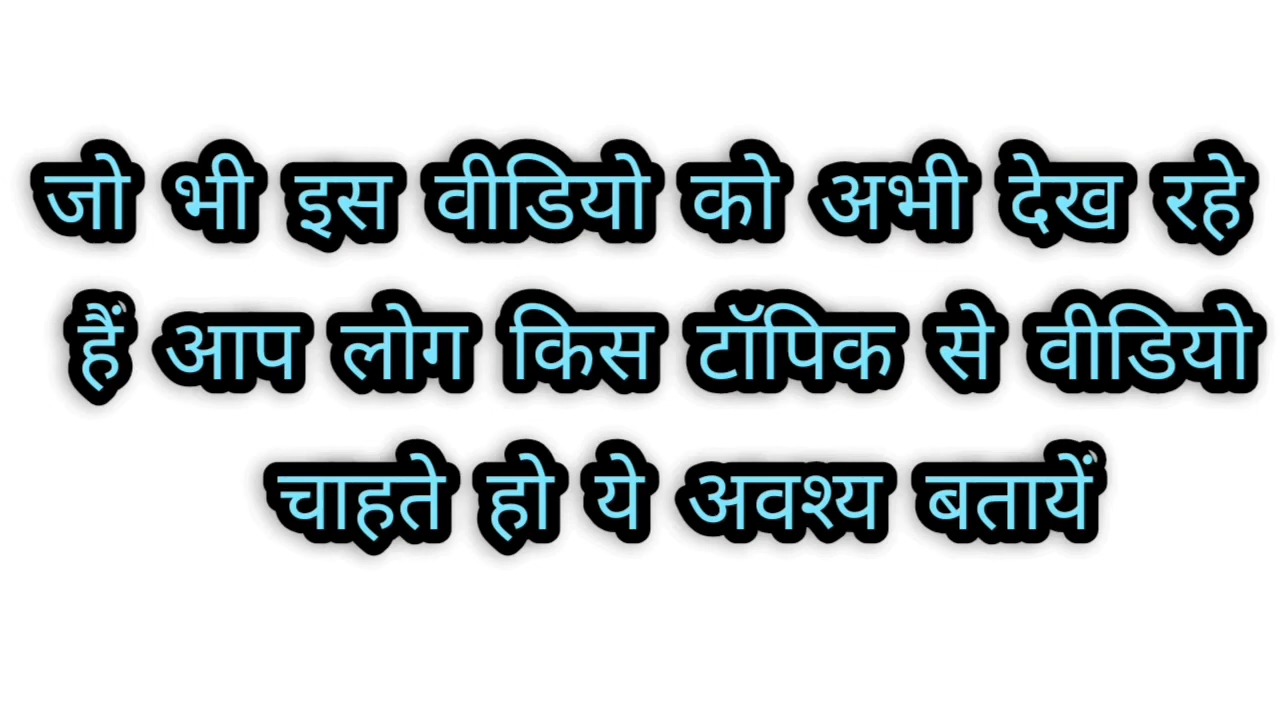 जो भी इस वीडियो को अभी देख रहे
हैं आप लोग किस टॉपिक से वीडियो
चाहते हो ये अवश्य बतायें